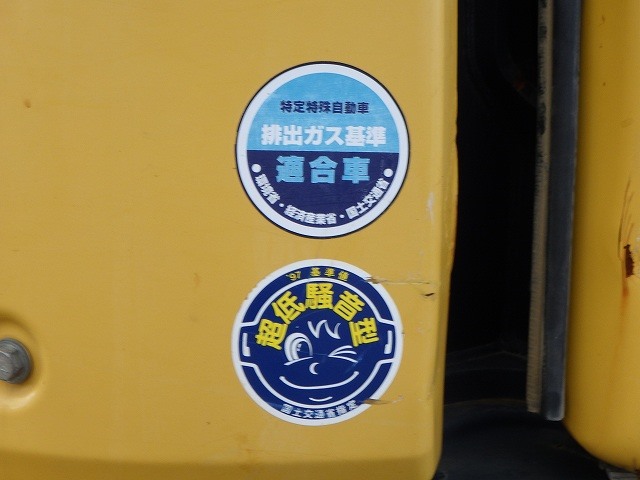 特定特殊自動車
排出ガス基準
適合車
●環境省・経済産業省・国土交通省●
'97 基準値
超低騒音型
国土交通省指定